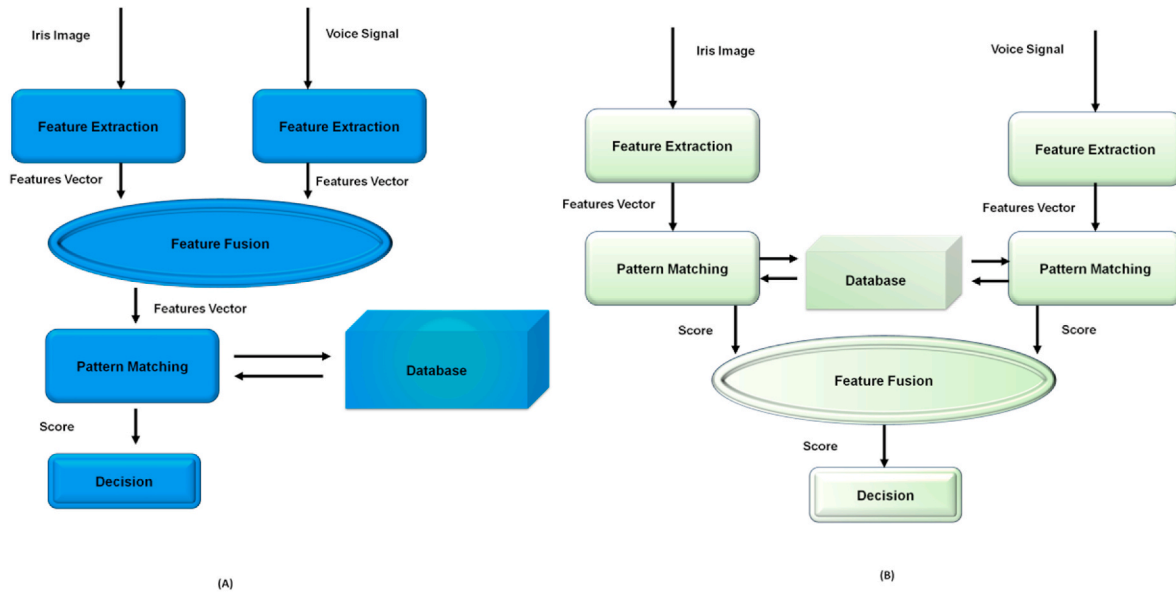 Iris Image
Voice Signal
Feature Extraction
Feature Extraction
Features Vector
Features Vector
Feature Fusion
Features Vector
Pattern Matching
Database
Score
Decision
(A)
Iris Image
Voice Signal
Feature Extraction
Feature Extraction
Features Vector
Features Vector
Pattern Matching
Database
Pattern Matching
Score
Score
Feature Fusion
Score
Decision
(B)